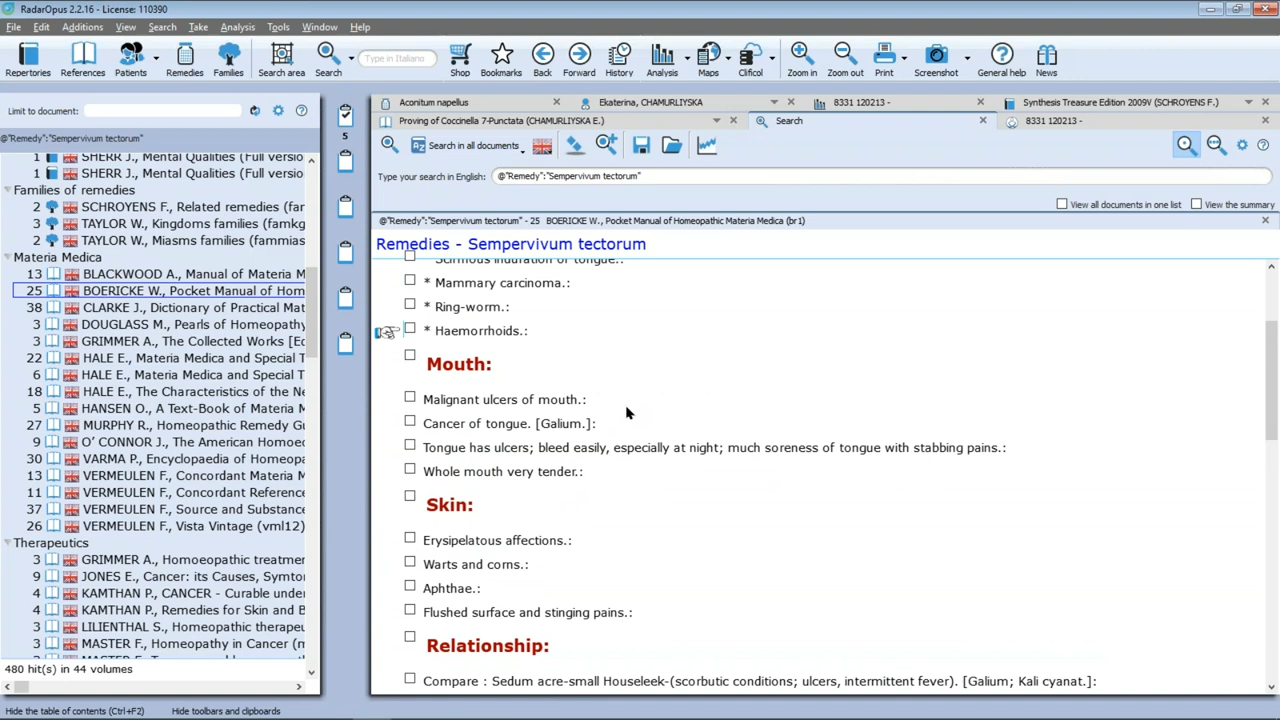 RadarOpus 2.2.16 - License: 110390
File Edit Additions View Search Take Analysis Tools Window Help
Repertories References Patients Remedies Families Search area Search Type in Italiano Shop Bookmarks Back Forward History Analysis Maps Clificol Zoom in Zoom out Print Screenshot General help News
Limit to document:
@"Remedy":"Sempervivum tectorum"
1 SHERR J., Mental Qualities (Full versio
1 SHERR J., Mental Qualities (Full versio
Families of remedies
2 SCHROYENS F., Related remedies (far
3 TAYLOR W., Kingdoms families (famkg
2 TAYLOR W., Miasms families (fammias
Materia Medica
13 BLACKWOOD A., Manual of Materia M
25 BOERICKE W., Pocket Manual of Hom
38 CLARKE J., Dictionary of Practical Mat
3 DOUGLASS M., Pearls of Homeopathy
3 GRIMMER A., The Collected Works [Ed
22 HALE E., Materia Medica and Special T
6 HALE E., Materia Medica and Special T
18 HALE E., The Characteristics of the Ne
5 HANSEN O., A Text-Book of Materia M
27 MURPHY R., Homeopathic Remedy Gu
9 O' CONNOR J., The American Homoeo
30 VARMA P., Encyclopaedia of Homeopa
13 VERMEULEN F., Concordant Materia M
11 VERMEULEN F., Concordant Reference
37 VERMEULEN F., Source and Substance
26 VERMEULEN F., Vista Vintage (vml12)
Therapeutics
3 GRIMMER A., Homoeopathic treatmer
9 JONES E., Cancer: its Causes, Symtor
4 KAMTHAN P., CANCER - Curable under
4 KAMTHAN P., Remedies for Skin and B
3 LILIENTHAL S., Homoeopathic therapeu
3 MASTER F., Homeopathy in Cancer (m
480 hit(s) in 44 volumes
Hide the table of contents (Ctrl+F2) Hide toolbars and clipboards
5
Aconitum napellus Ekaterina, CHAMURLIYSKA 8331 120213 - Synthesis Treasure Edition 2009V (SCHROYENS F.)
Proving of Coccinella 7-Punctata (CHAMURLIYSKA E.) Search 8331 120213 -
Search in all documents
Type your search in English: @"Remedy":"Sempervivum tectorum"
View all documents in one list View the summary
@"Remedy":"Sempervivum tectorum" - 25 BOERICKE W., Pocket Manual of Homeopathic Materia Medica (br1)
Remedies - Sempervivum tectorum
* Scirrhous induration of tongue.:
* Mammary carcinoma.:
* Ring-worm.:
* Haemorrhoids.:
Mouth:
Malignant ulcers of mouth.:
Cancer of tongue. [Galium.]:
Tongue has ulcers; bleed easily, especially at night; much soreness of tongue with stabbing pains.:
Whole mouth very tender.:
Skin:
Erysipelatous affections.:
Warts and corns.:
Aphthae.:
Flushed surface and stinging pains.:
Relationship:
Compare : Sedum acre-small Houseleek-(scorbutic conditions; ulcers, intermittent fever). [Galium; Kali cyanat.]: